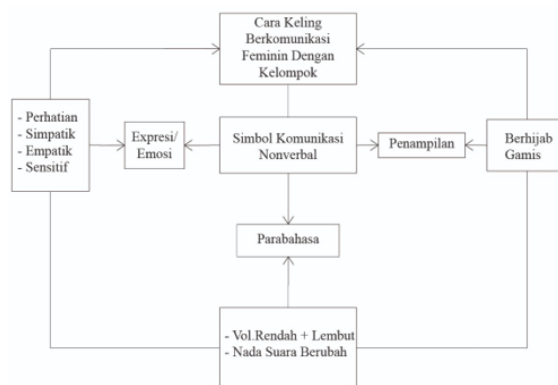 Cara Keling
Berkomunikasi
Feminin Dengan
Kelompok
- Perhatian
- Simpatik
- Empatik
- Sensitif
Expresi/
Emosi
Simbol Komunikasi
Nonverbal
Penampilan
Berhijab
Gamis
Parabahasa
- Vol.Rendah + Lembut
- Nada Suara Berubah